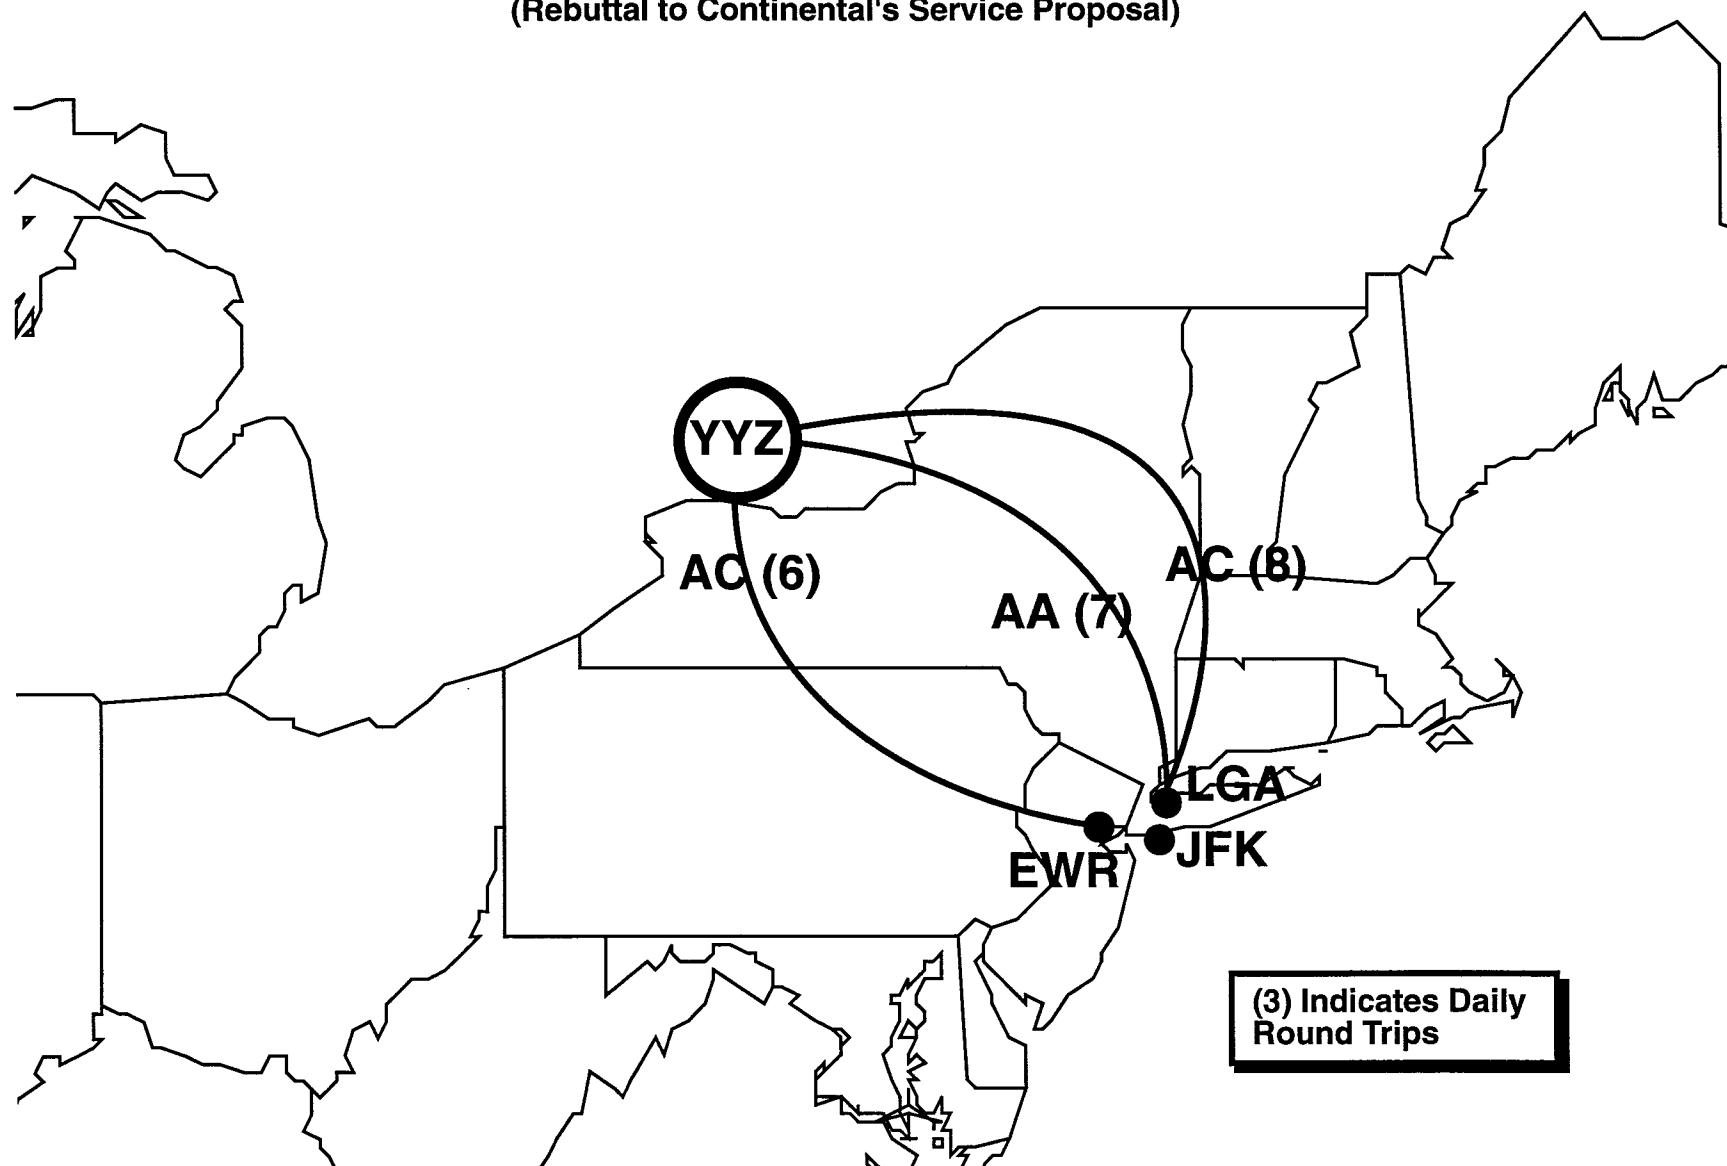 (Rebuttal to Continental's Service Proposal)
YYZ
AC (6)
AC (8)
AA (7)
LGA
JFK
EWR
(3) Indicates Daily
Round Trips